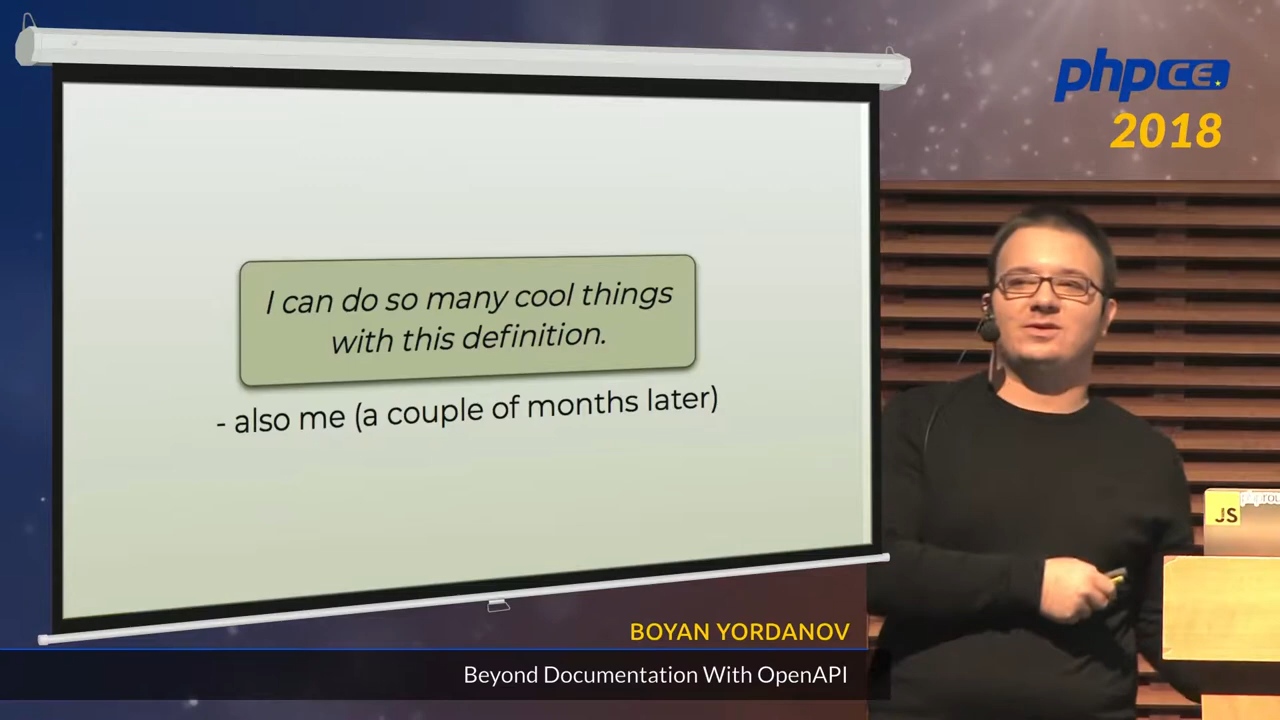 phpCE.
2018
I can do so many cool things
with this definition.
- also me (a couple of months later)
JS
BOYAN YORDANOV
Beyond Documentation With OpenAPI